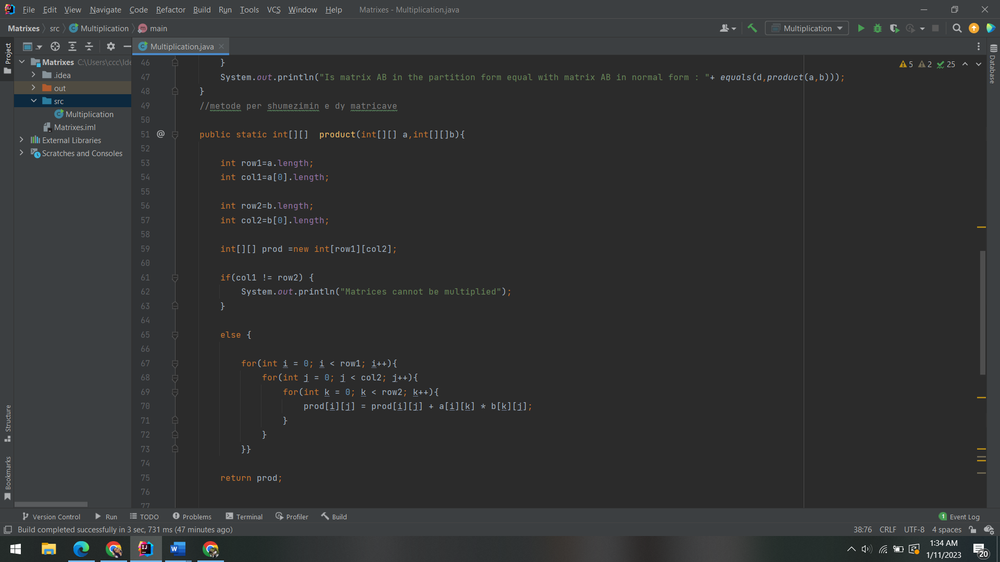 File Edit View Navigate Code Refactor Build Run Tools VCS Window Help Matrixes - Multiplication.java
Matrixes src Multiplication main Multiplication
Project
Multiplication.java
Matrixes C:\Users\ccc\Ide
.idea
out
src
Multiplication
Matrixes.iml
External Libraries
Scratches and Consoles
Structure
Bookmarks
Database
5 2 25
46 }
47 System.out.println("Is matrix AB in the partition form equal with matrix AB in normal form : "+ equals(d,product(a,b)));
48 }
49 //metode per shumezimin e dy matricave
50
51 @ public static int[][]  product(int[][] a,int[][]b){
52
53 int row1=a.length;
54 int col1=a[0].length;
55
56 int row2=b.length;
57 int col2=b[0].length;
58
59 int[][] prod =new int[row1][col2];
60
61 if(col1 != row2) {
62 System.out.println("Matrices cannot be multiplied");
63 }
64
65 else {
66
67 for(int i = 0; i < row1; i++){
68 for(int j = 0; j < col2; j++){
69 for(int k = 0; k < row2; k++){
70 prod[i][j] = prod[i][j] + a[i][k] * b[k][j];
71 }
72 }
73 }}
74
75 return prod;
76
77
Version Control Run TODO Problems Terminal Profiler Build 1 Event Log
Build completed successfully in 3 sec, 731 ms (47 minutes ago) 38:76 CRLF UTF-8 4 spaces
1:34 AM
1/11/2023
20